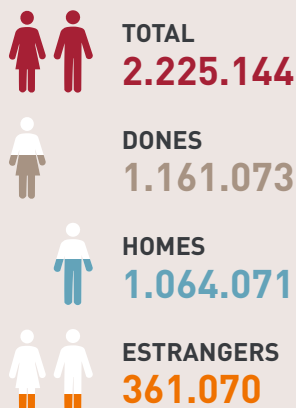 TOTAL
2.225.144
DONES
1.161.073
HOMES
1.064.071
ESTRANGERS
361.070